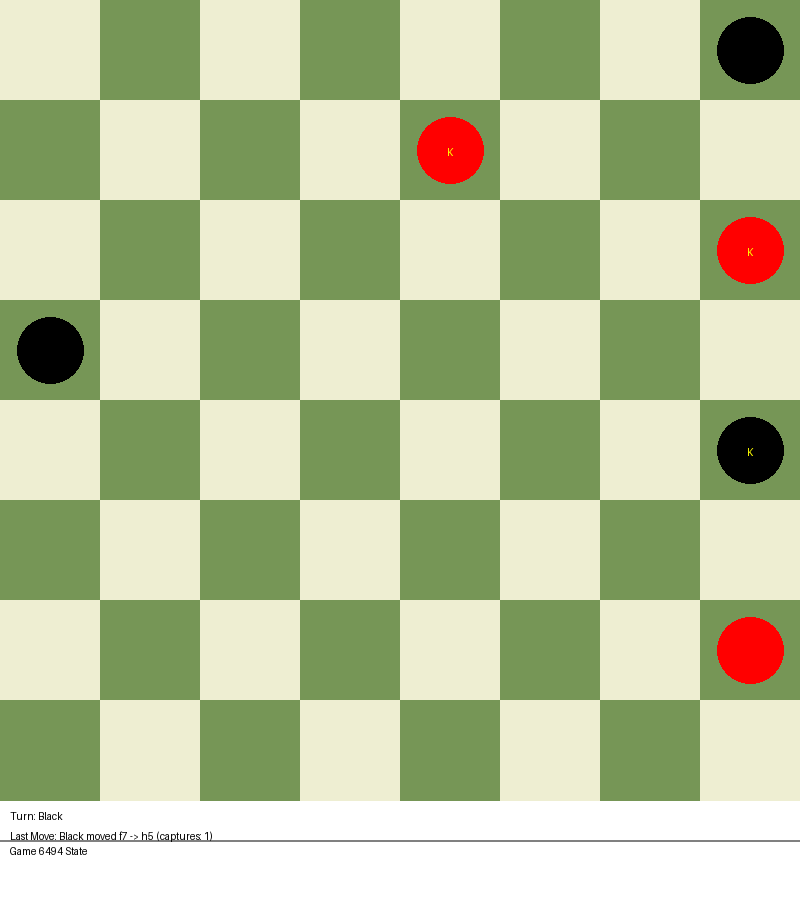 K
K
K
Turn: Black
Last Move: Black moved f7 -> h5 (captures: 1)
Game 6494 State